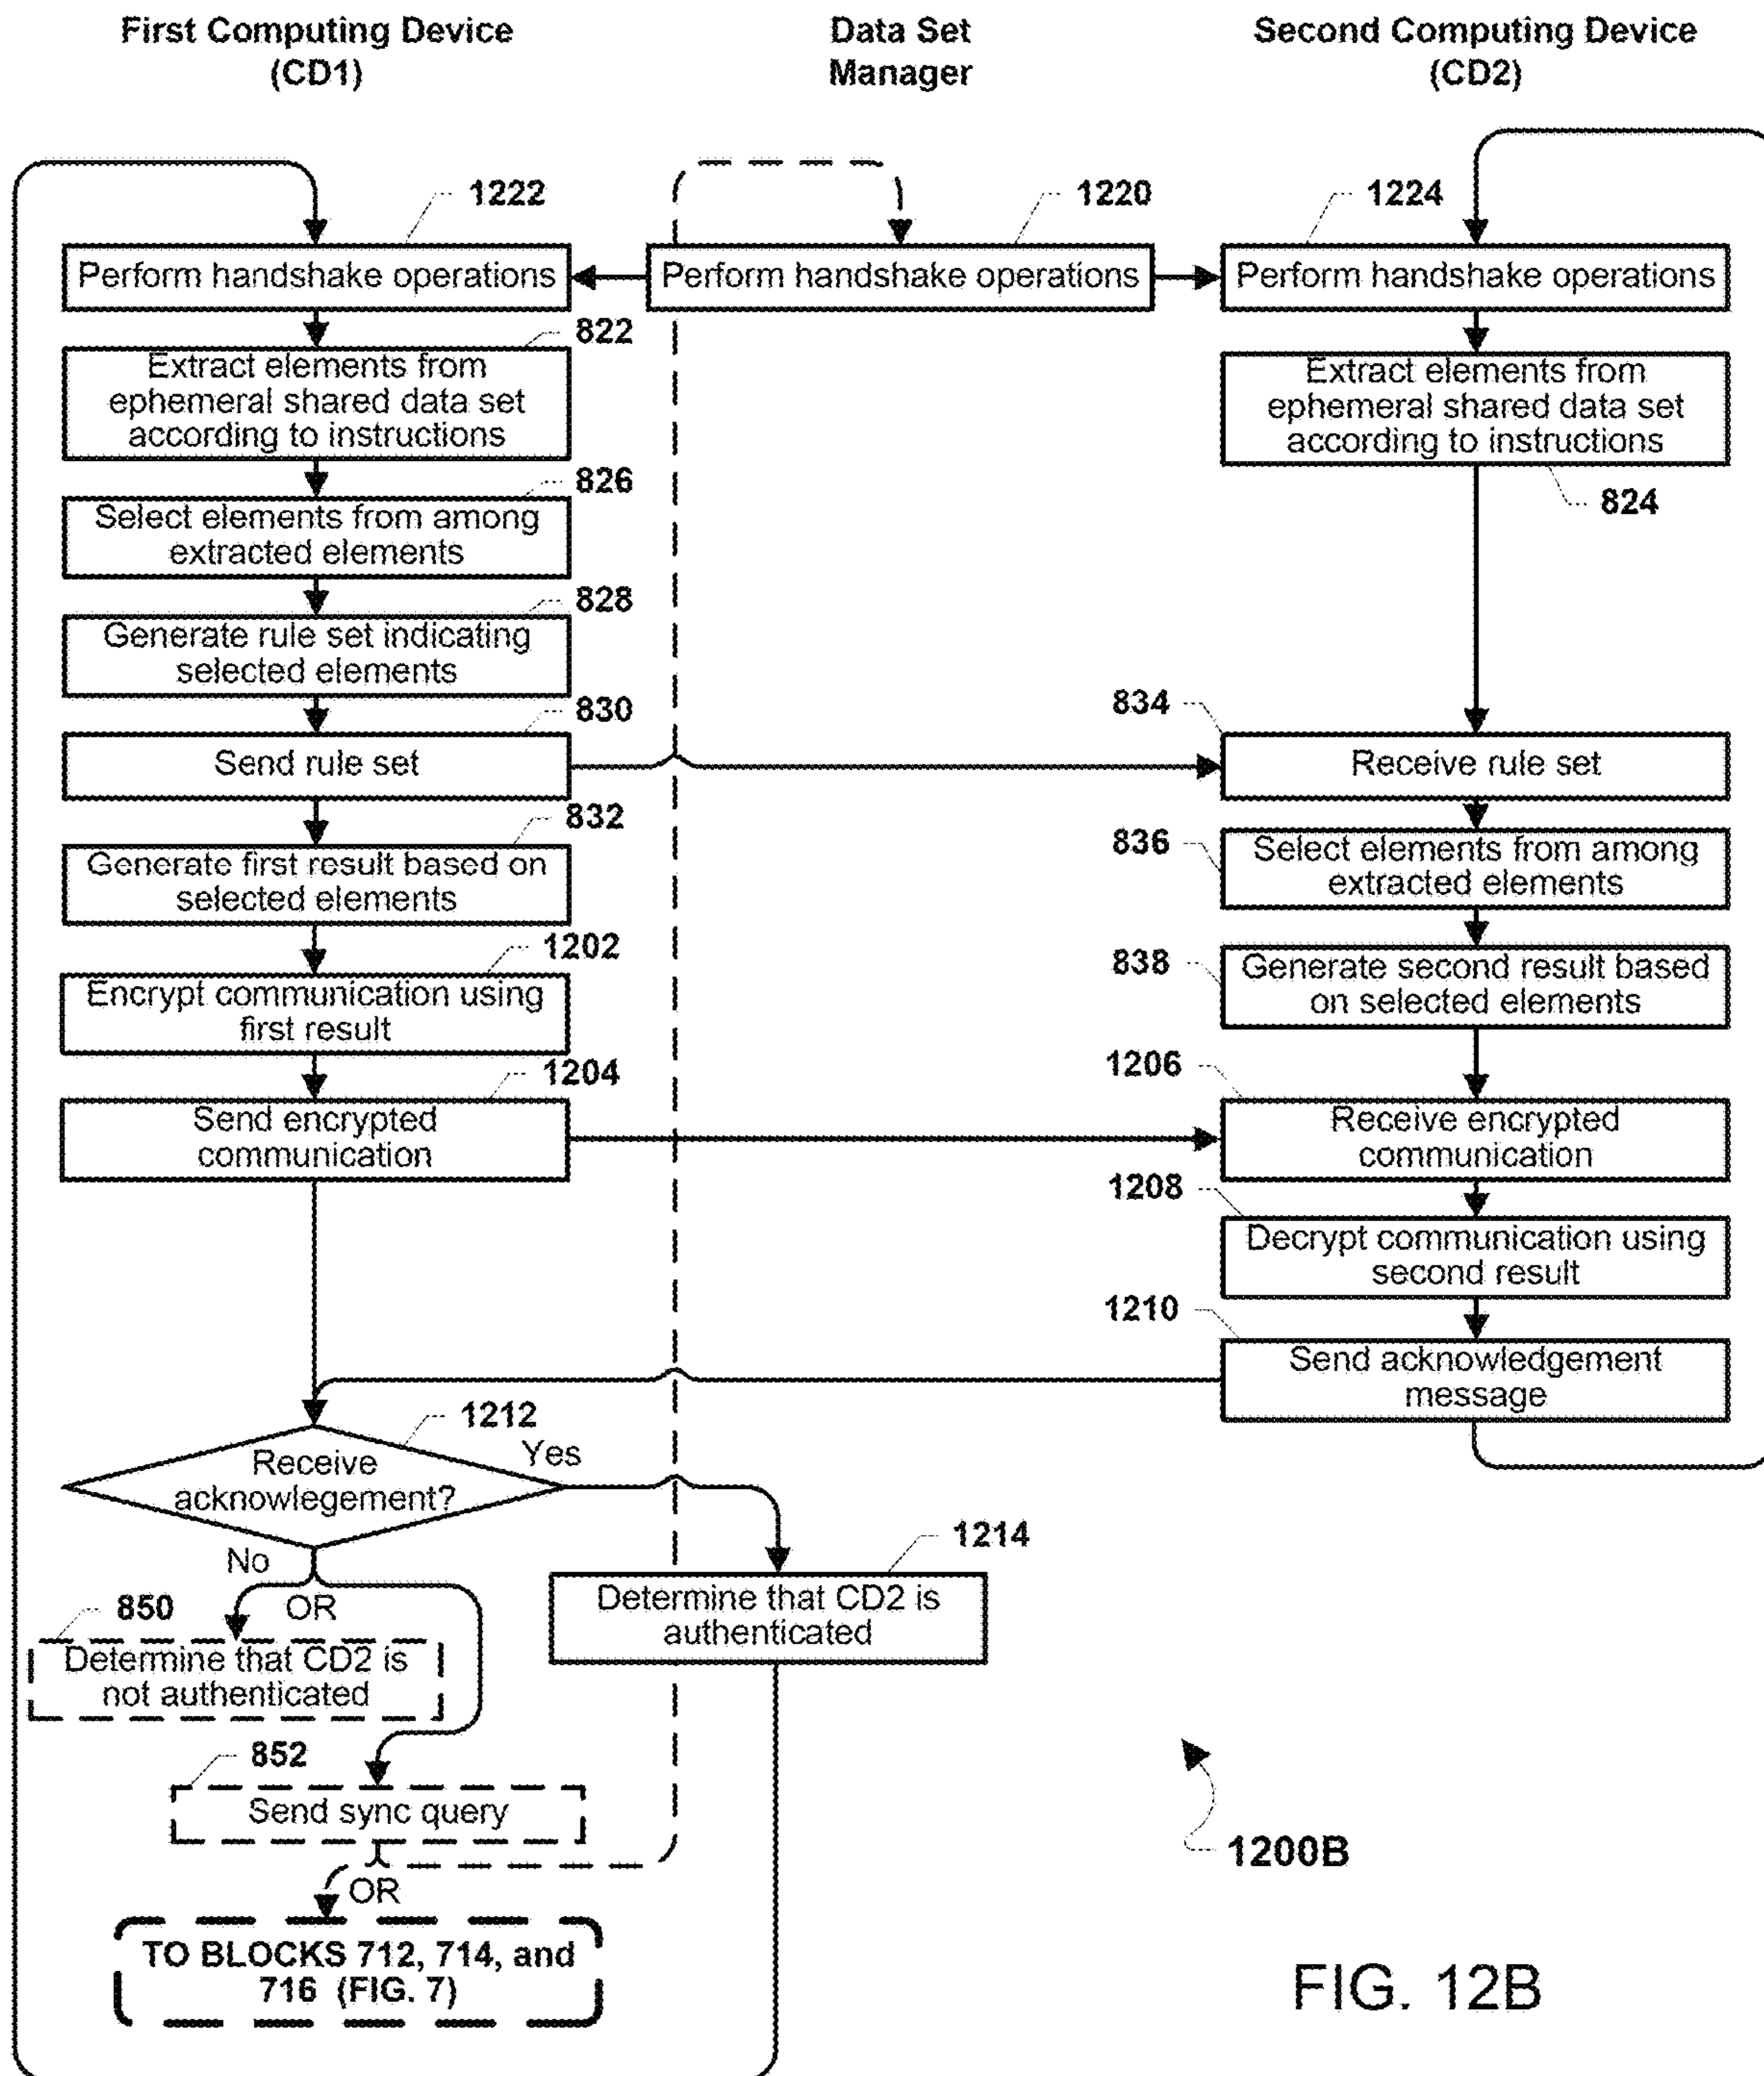 First Computing Device
(CD1)
Data Set
Manager
Second Computing Device
(CD2)
1222
1220
1224
Perform handshake operations
Perform handshake operations
Perform handshake operations
822
Extract elements from
ephemeral shared data set
according to instructions
Extract elements from
ephemeral shared data set
according to instructions
824
826
Select elements from among
extracted elements
828
Generate rule set indicating
selected elements
830
Send rule set
834
Receive rule set
832
Generate first result based on
selected elements
836
Select elements from among
extracted elements
1202
Encrypt communication using
first result
838
Generate second result based
on selected elements
1204
Send encrypted
communication
1206
Receive encrypted
communication
1208
Decrypt communication using
second result
1210
Send acknowledgement
message
1212
Receive
acknowlegement?
Yes
No
OR
1214
Determine that CD2 is
authenticated
850
Determine that CD2 is
not authenticated
852
Send sync query
OR
TO BLOCKS 712, 714, and
716 (FIG. 7)
1200B
FIG. 12B